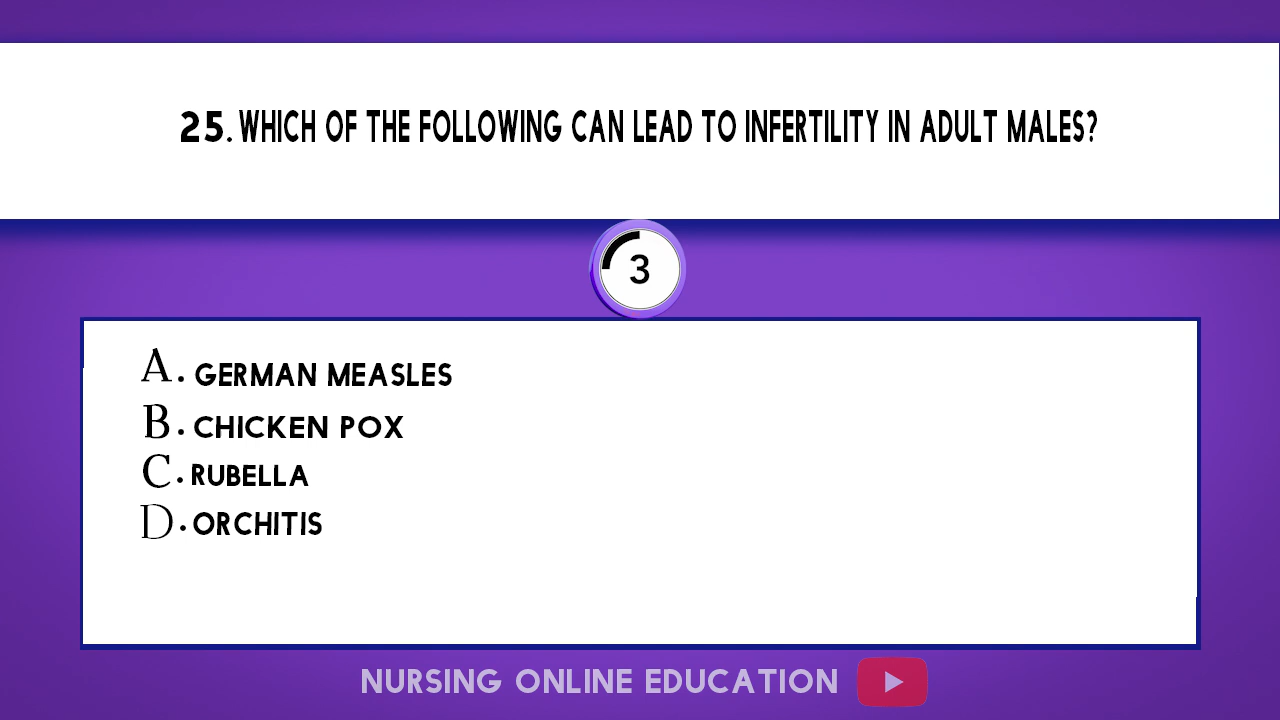 25. WHICH OF THE FOLLOWING CAN LEAD TO INFERTILITY IN ADULT MALES?
3
A. GERMAN MEASLES
B. CHICKEN POX
C. RUBELLA
D. ORCHITIS
NURSING ONLINE EDUCATION